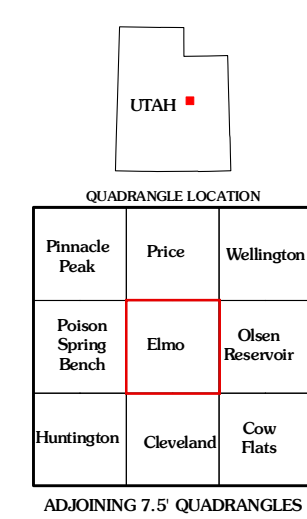 UTAH
QUADRANGLE LOCATION
Pinnacle
Peak
Price
Wellington
Poison
Spring
Bench
Elmo
Olsen
Reservoir
Huntington
Cleveland
Cow
Flats
ADJOINING 7.5' QUADRANGLES